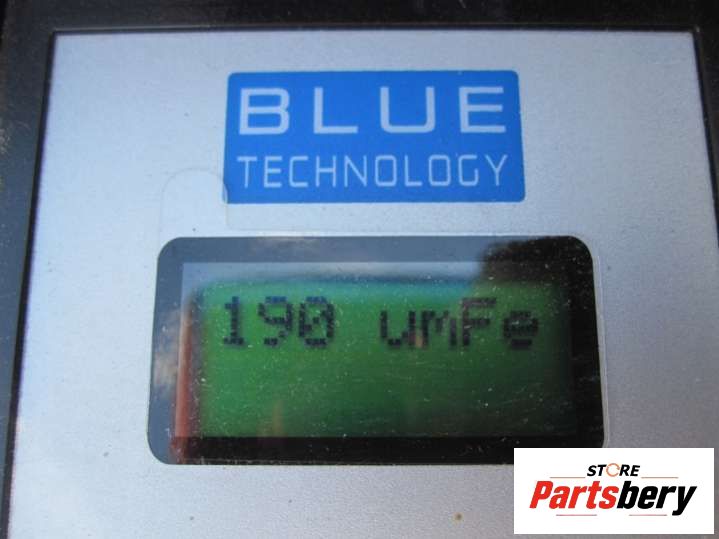 BLUE
TECHNOLOGY
190 umFe
STORE
Partsbery